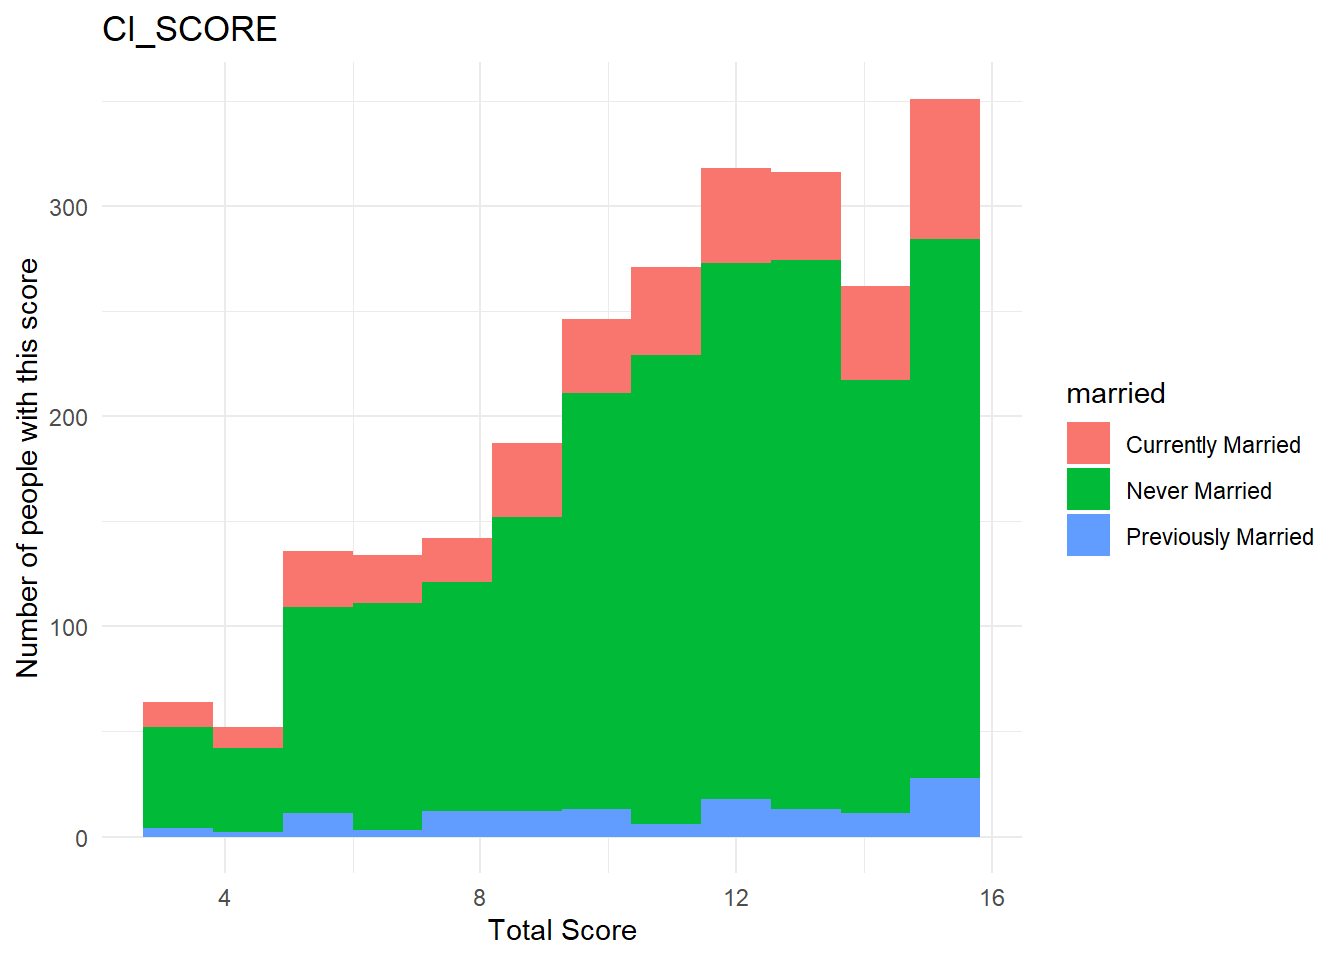 CI_SCORE
Number of people with this score
300
200
100
0
4 8 12 16
Total Score
married
Currently Married
Never Married
Previously Married